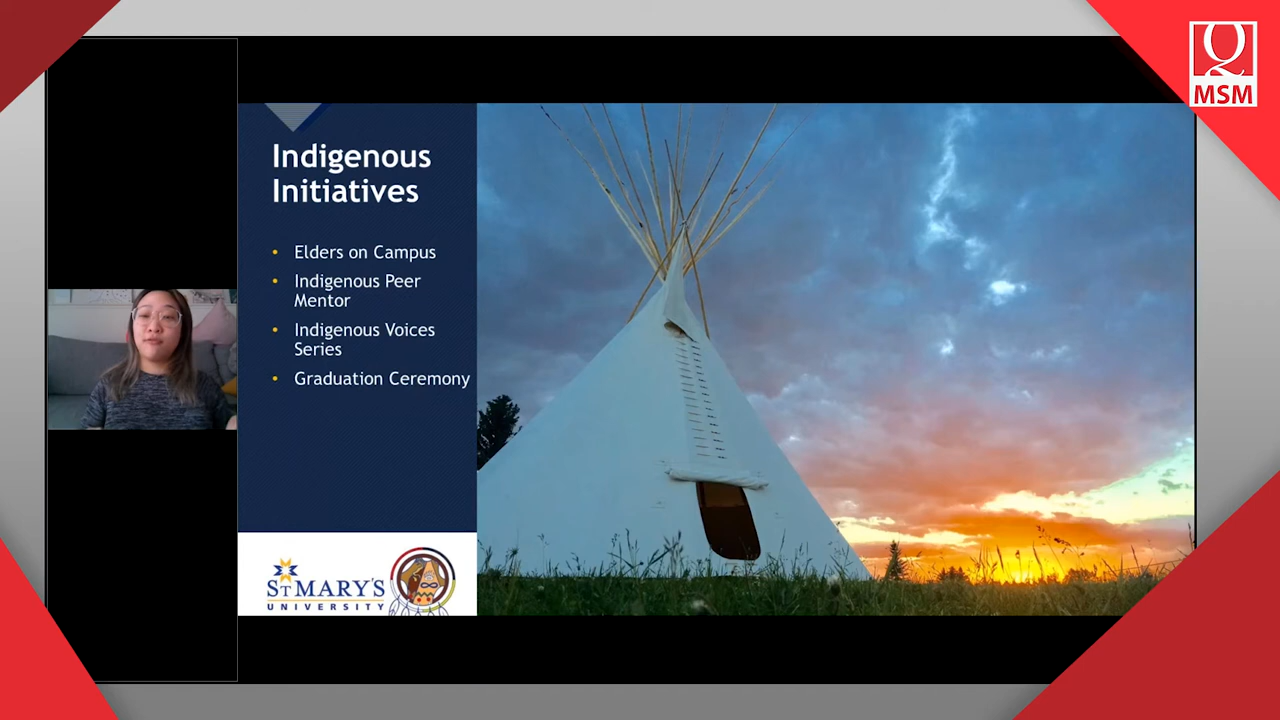 Q
MSM
Indigenous
Initiatives
• Elders on Campus
• Indigenous Peer
Mentor
• Indigenous Voices
Series
• Graduation Ceremony
ST MARY'S
UNIVERSITY